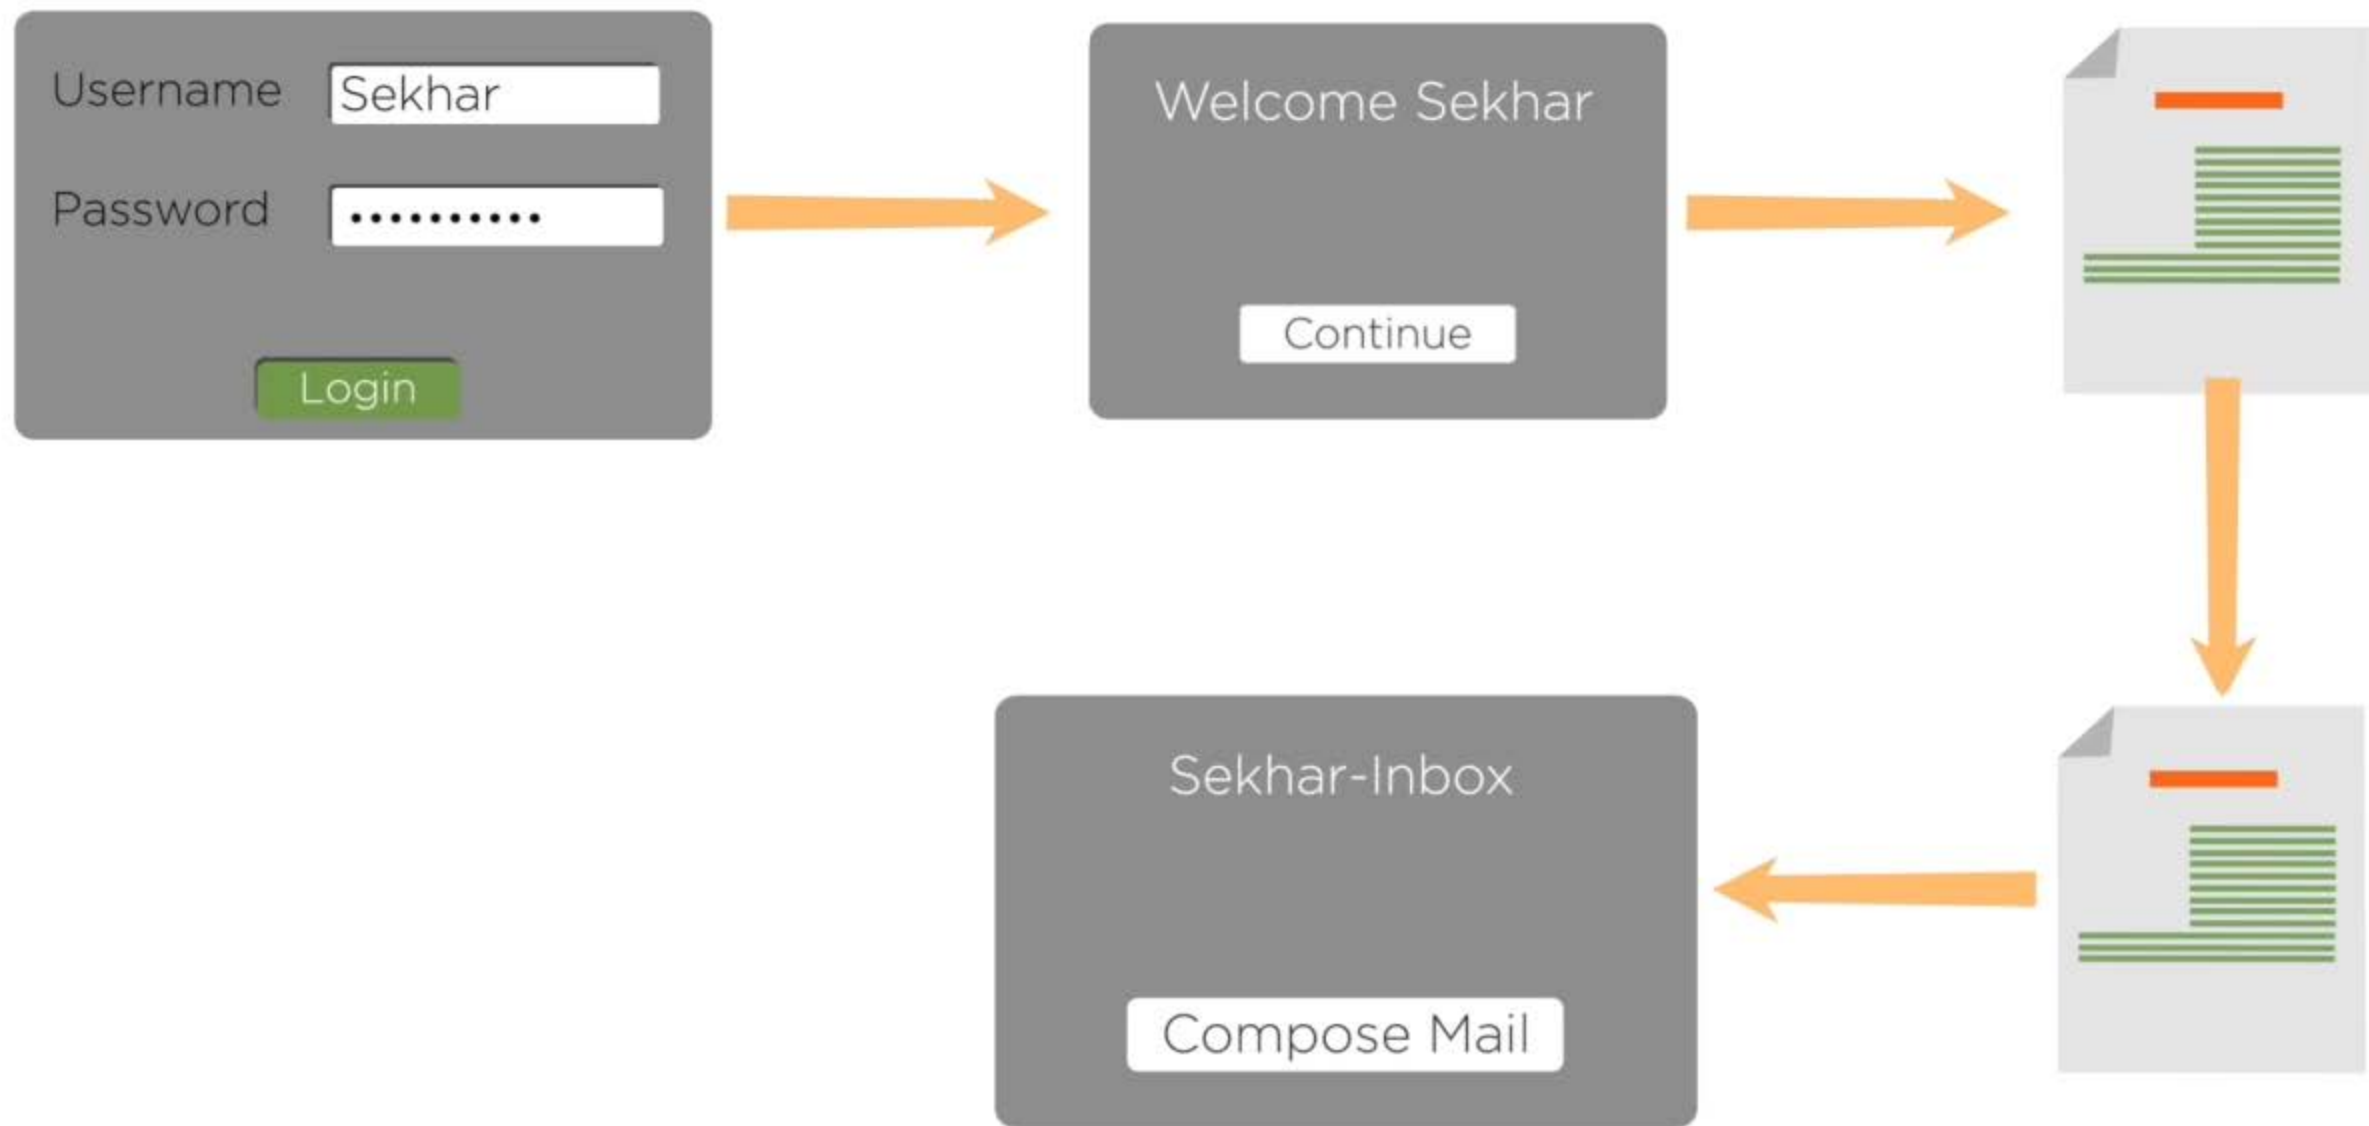 Username Sekhar
Password ••••••••••
Login
Welcome Sekhar
Continue
Sekhar-Inbox
Compose Mail